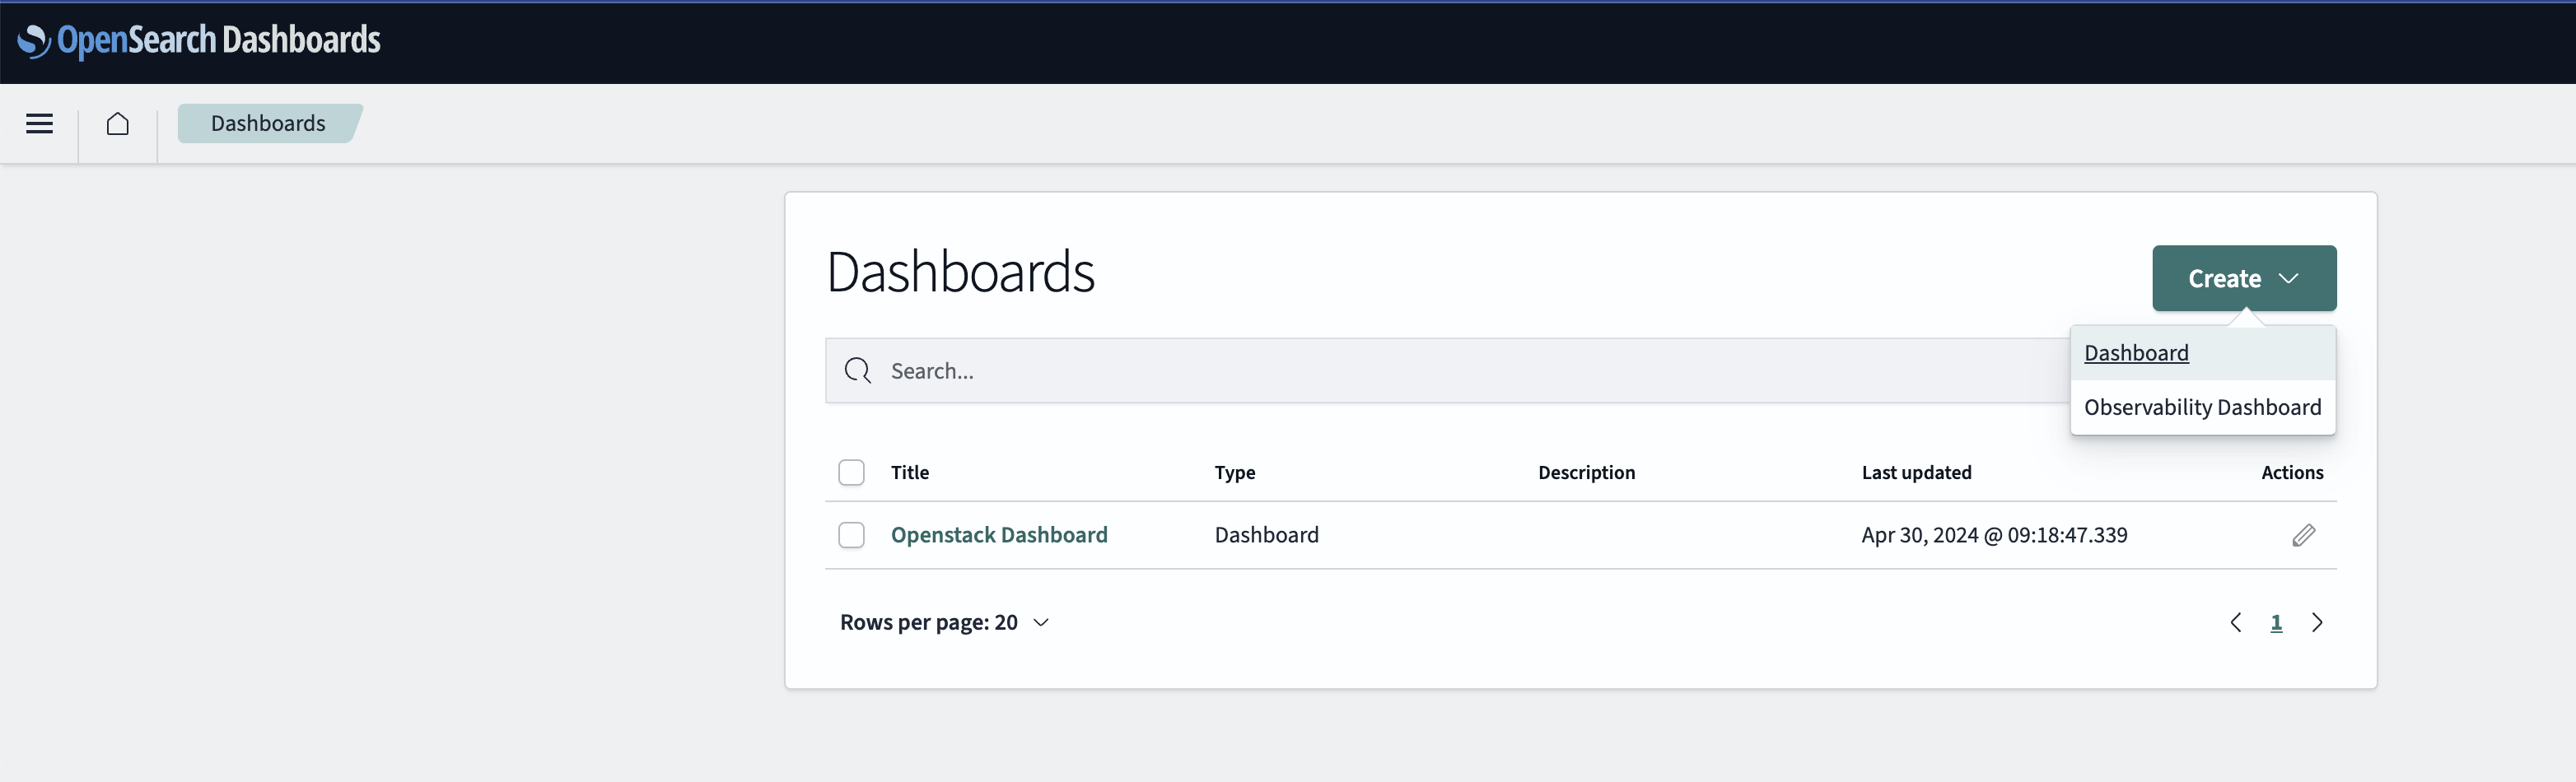 OpenSearch Dashboards
Dashboards
Dashboards
Create
Search...
Dashboard
Observability Dashboard
Title Type Description Last updated Actions
Openstack Dashboard Dashboard Apr 30, 2024 @ 09:18:47.339
Rows per page: 20
1